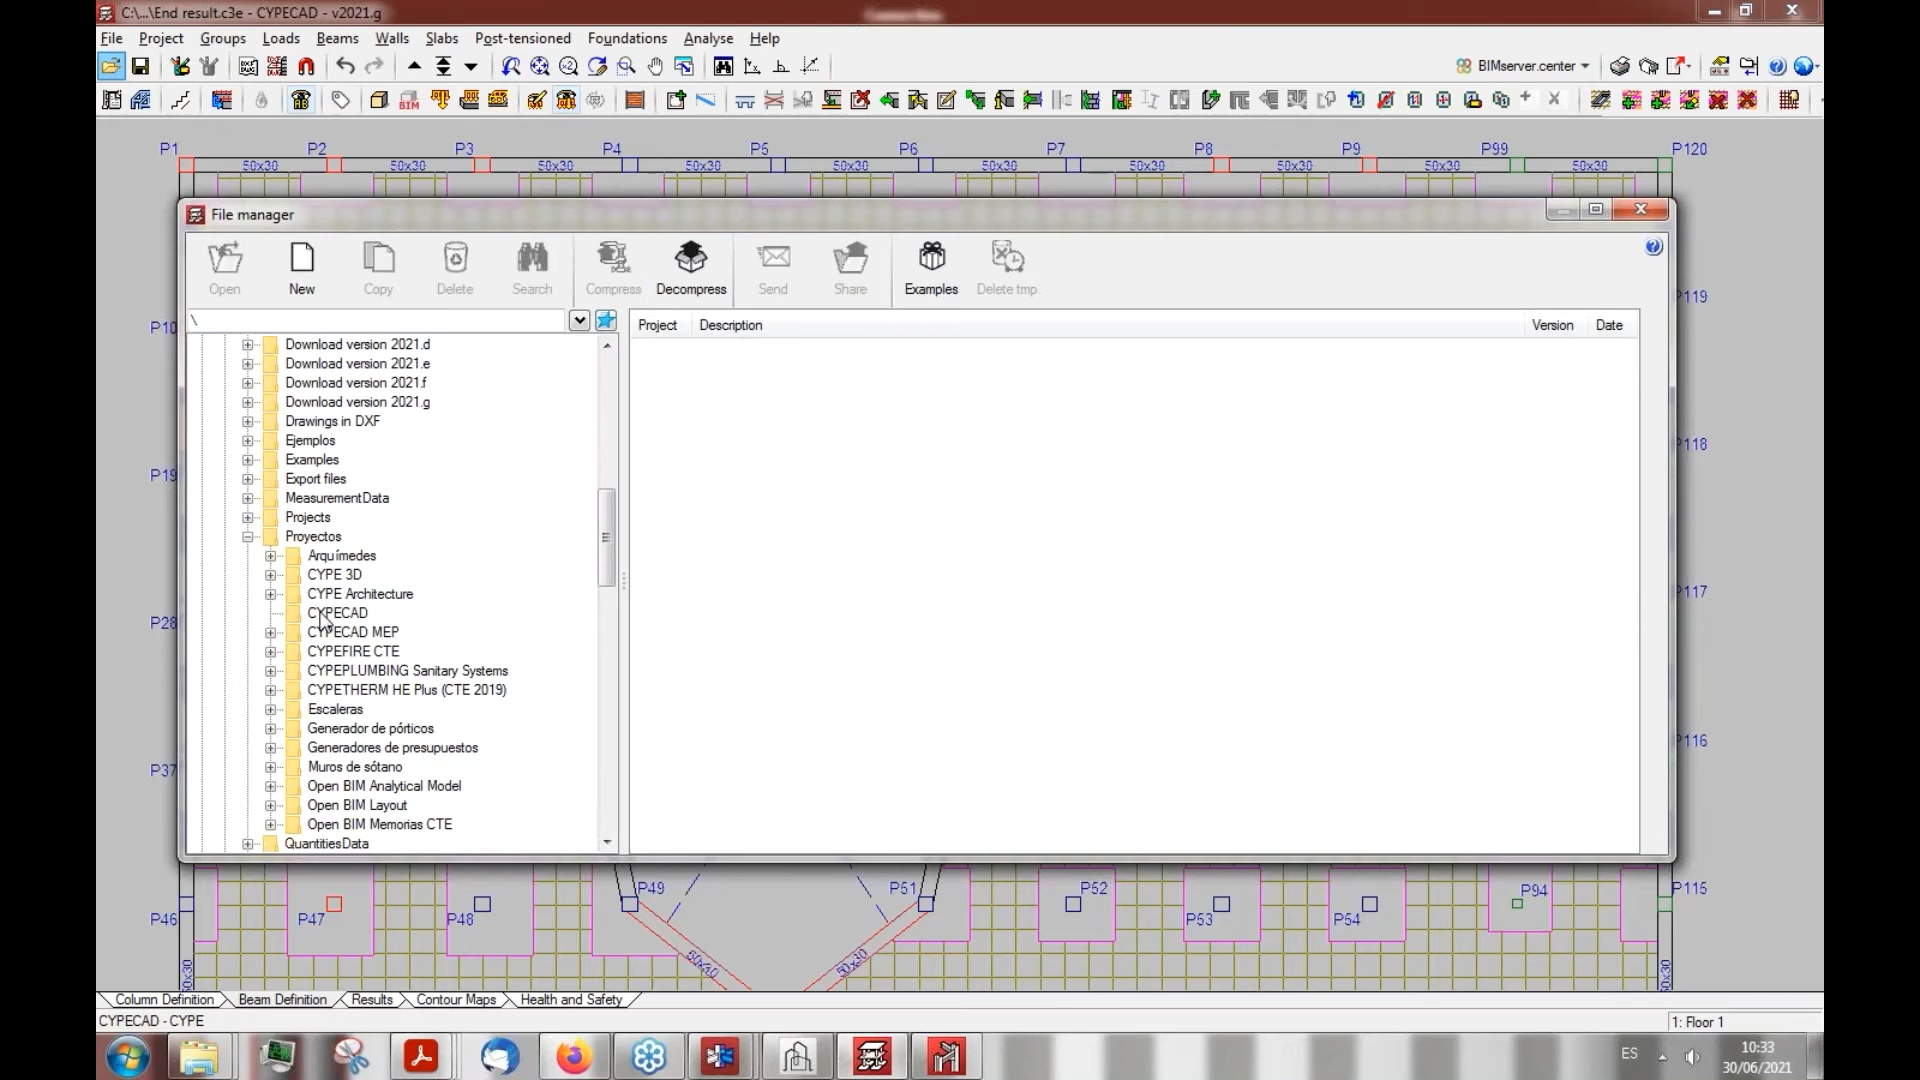 C:\...\End result.c3e - CYPECAD - v2021.g
File Project Groups Loads Beams Walls Slabs Post-tensioned Foundations Analyse Help
BIMserver.center
P1 P2 P3 P4 P5 P6 P7 P8 P9 P99 P120
50x30 50x30 50x30 50x30 50x30 50x30 50x30 50x30 50x30 50x30
File manager
Open New Copy Delete Search Compress Decompress Send Share Examples Delete tmp.
\
Project Description Version Date
Download version 2021.d
Download version 2021.e
Download version 2021.f
Download version 2021.g
Drawings in DXF
Ejemplos
Examples
Export files
MeasurementData
Projects
Proyectos
Arquímedes
CYPE 3D
CYPE Architecture
CYPECAD
CYPECAD MEP
CYPEFIRE CTE
CYPEPLUMBING Sanitary Systems
CYPETHERM HE Plus (CTE 2019)
Escaleras
Generador de pórticos
Generadores de presupuestos
Muros de sótano
Open BIM Analytical Model
Open BIM Layout
Open BIM Memorias CTE
QuantitiesData
P10
P19
P28
P37
P119
P118
P117
P116
P46 P47 P48 P49 P51 P52 P53 P54 P94 P115
50x30 50x30 50x30 50x30
Column Definition Beam Definition Results Contour Maps Health and Safety
CYPECAD - CYPE
1: Floor 1
ES
10:33
30/06/2021